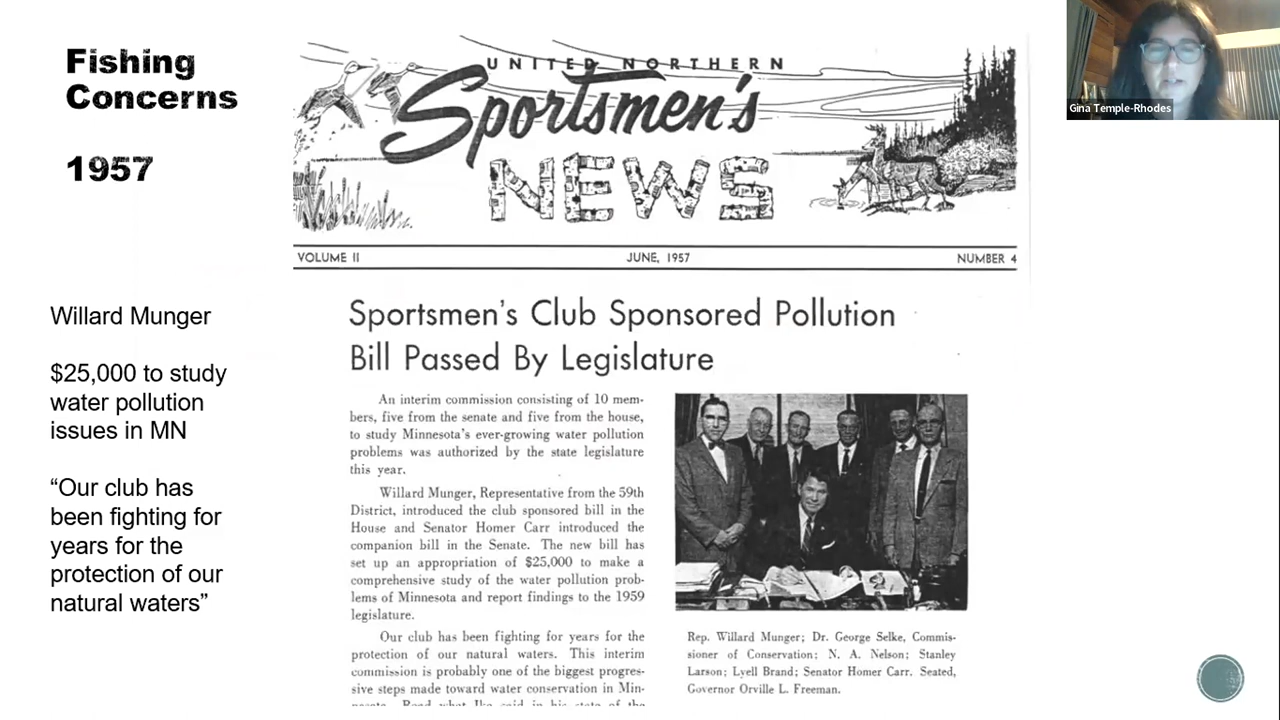 Fishing
Concerns
1957
Willard Munger
$25,000 to study
water pollution
issues in MN
“Our club has
been fighting for
years for the
protection of our
natural waters”
UNITED NORTHERN
Sportsmen's
NEWS
VOLUME II JUNE, 1957 NUMBER 4
Sportsmen's Club Sponsored Pollution
Bill Passed By Legislature
An interim commission consisting of 10 mem-
bers, five from the senate and five from the house,
to study Minnesota's ever-growing water pollution
problems was authorized by the state legislature
this year.
Willard Munger, Representative from the 59th
District, introduced the club sponsored bill in the
House and Senator Homer Carr introduced the
companion bill in the Senate. The new bill has
set up an appropriation of $25,000 to make a
comprehensive study of the water pollution prob-
lems of Minnesota and report findings to the 1959
legislature.
Our club has been fighting for years for the
protection of our natural waters. This interim
commission is probably one of the biggest progres-
sive steps made toward water conservation in Min-
Rep. Willard Munger; Dr. George Selke, Commis-
sioner of Conservation; N. A. Nelson; Stanley
Larson; Lyell Brand; Senator Homer Carr. Seated,
Governor Orville L. Freeman.
Gina Temple-Rhodes